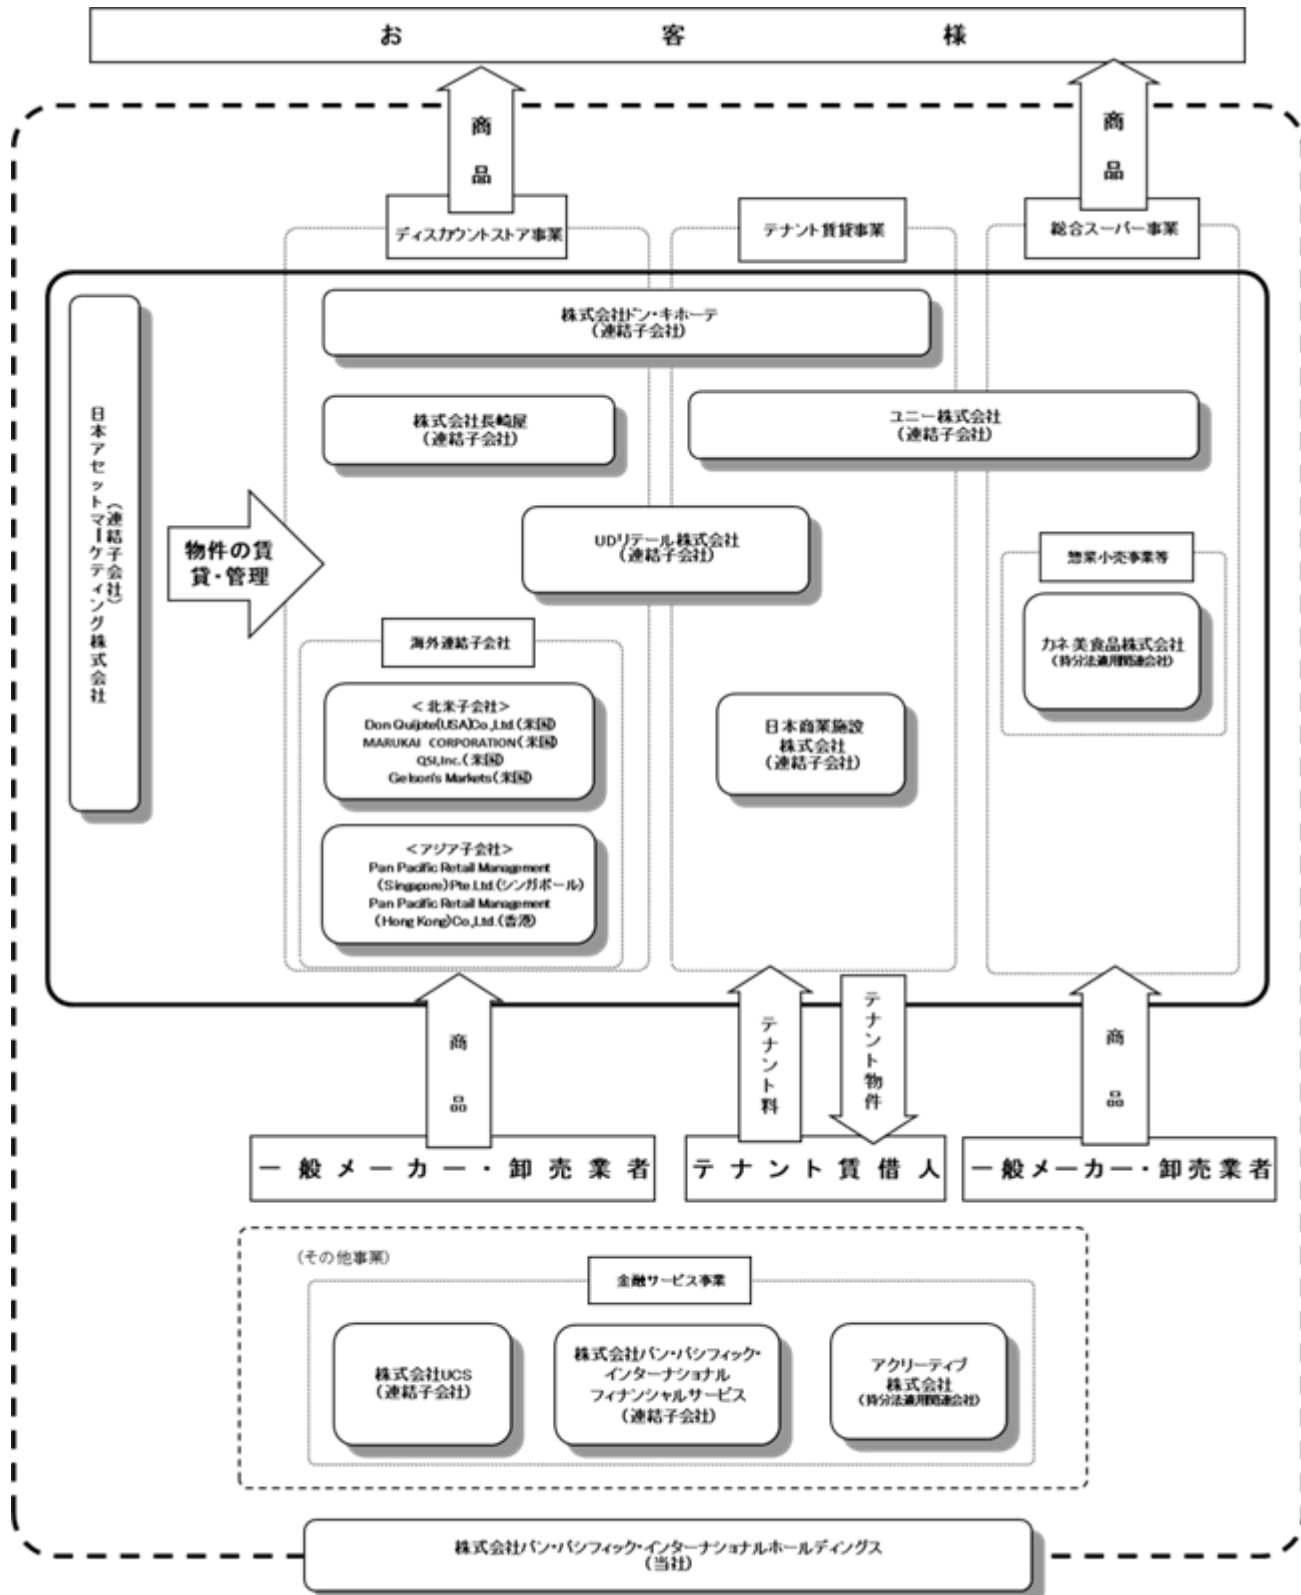 お客様
商品
商品
ディスカウントストア事業
テナント賃貸事業
総合スーパー事業
株式会社ドン・キホーテ
(連結子会社)
株式会社長崎屋
(連結子会社)
ユニー株式会社
(連結子会社)
日本アセットマーケティング株式会社
(連結子会社)
物件の賃
貸・管理
UDリテール株式会社
(連結子会社)
惣菜小売事業等
カネ美食品株式会社
(持分法適用関連会社)
海外連結子会社
<北米子会社>
Don Quijote(USA)Co.,Ltd.(米国)
MARUKAI CORPORATION(米国)
QSI,Inc.(米国)
Gelson's Markets(米国)
日本商業施設
株式会社
(連結子会社)
<アジア子会社>
Pan Pacific Retail Management
(Singapore)Pte.Ltd.(シンガポール)
Pan Pacific Retail Management
(Hong Kong)Co.,Ltd.(香港)
商品
テナント料
テナント物件
商品
一般メーカー・卸売業者
テナント賃借人
一般メーカー・卸売業者
(その他事業)
金融サービス事業
株式会社UCS
(連結子会社)
株式会社パン・パシフィック・
インターナショナル
フィナンシャルサービス
(連結子会社)
アクリーティブ
株式会社
(持分法適用関連会社)
株式会社パン・パシフィック・インターナショナルホールディングス
(当社)